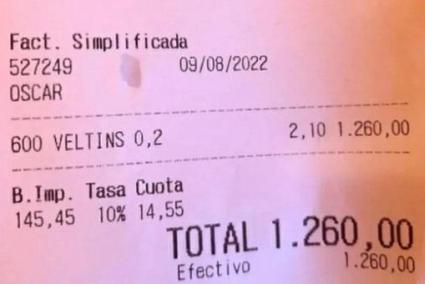 Fact. Simplificada
527249 09/08/2022
OSCAR
600 VELTINS 0,2 2,10 1.260,00
B.Imp. Tasa Cuota
145,45 10% 14,55
TOTAL 1.260,00
Efectivo 1.260,00